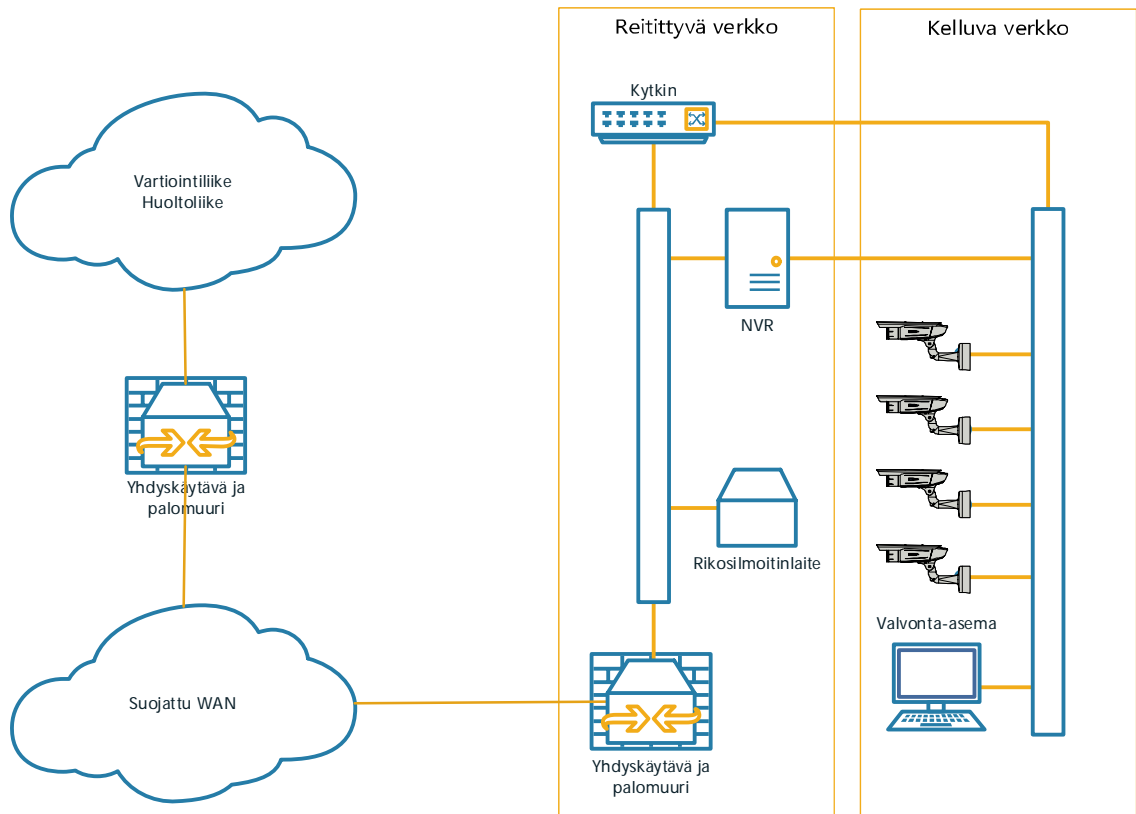 Reitittyvä verkko
Kelluva verkko
Kytkin
Vartiointiliike
Huoltoliike
NVR
Yhdyskäytävä ja
palomuuri
Rikosilmoitinlaite
Valvonta-asema
Suojattu WAN
Yhdyskäytävä ja
palomuuri